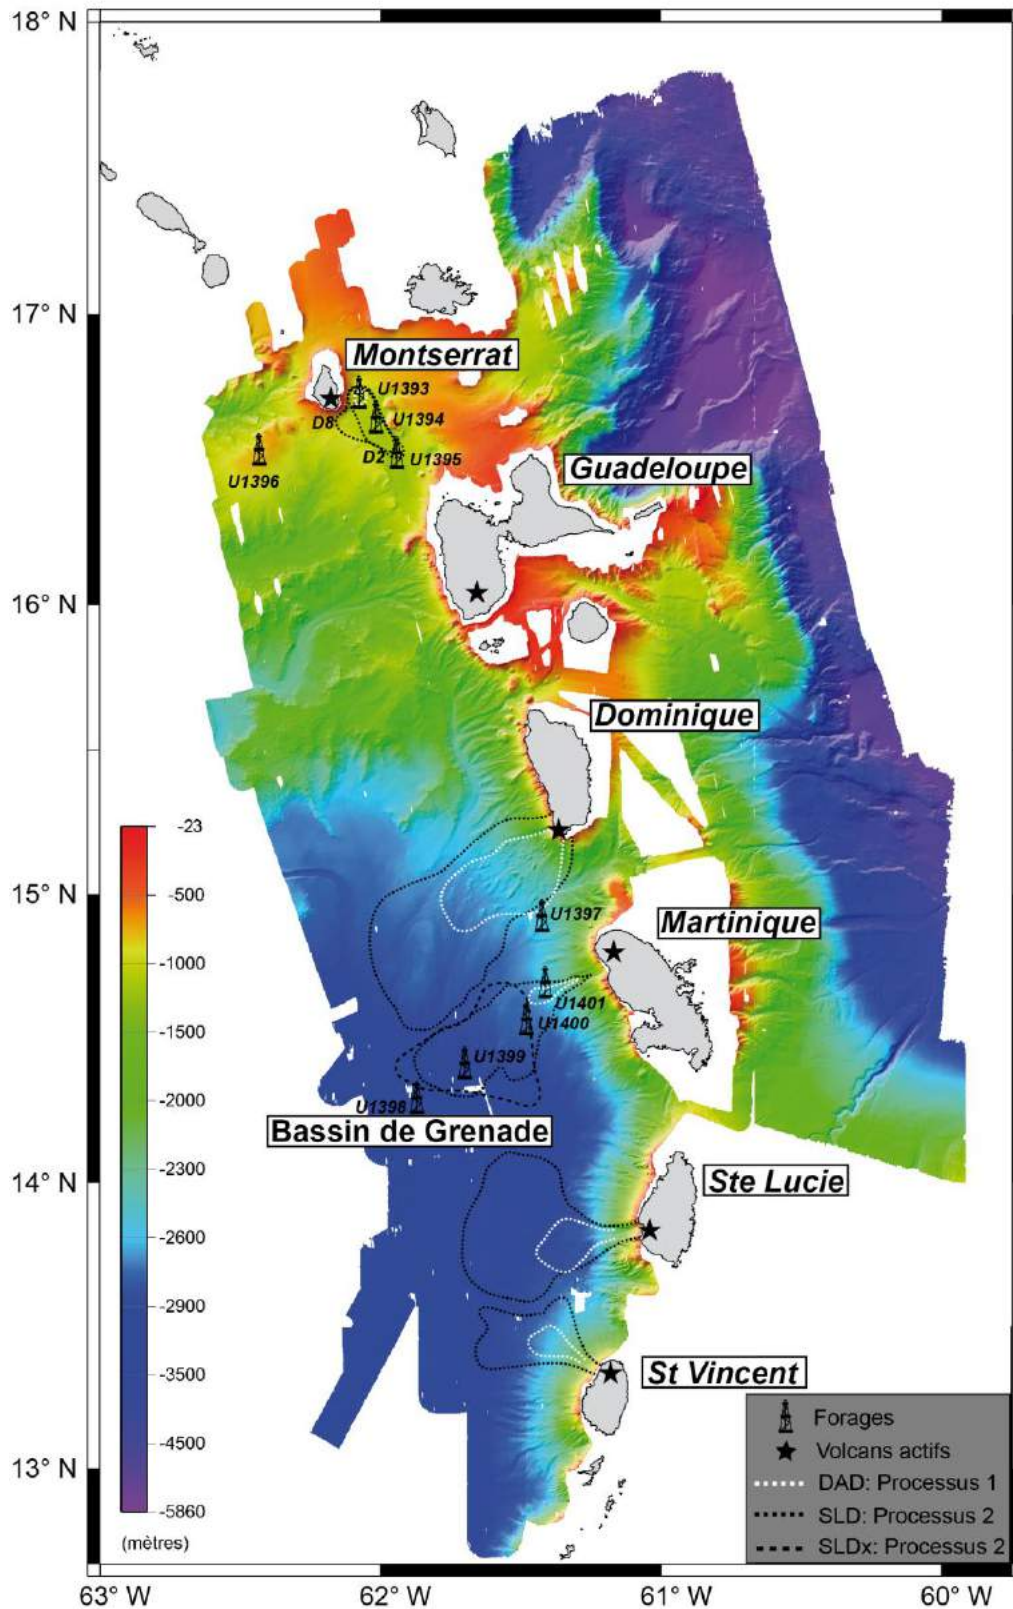 18° N
17° N
Montserrat
U1393
D8
U1394
D2
U1395
U1396
Guadeloupe
16° N
Dominique
15° N
U1397
Martinique
U1401
U1400
U1399
U1398
Bassin de Grenade
14° N
Ste Lucie
St Vincent
13° N
-23
-500
-1000
-1500
-2000
-2300
-2600
-2900
-3500
-4500
-5860
(mètres)
Forages
Volcans actifs
DAD: Processus 1
SLD: Processus 2
SLDx: Processus 2
63° W
62° W
61° W
60° W